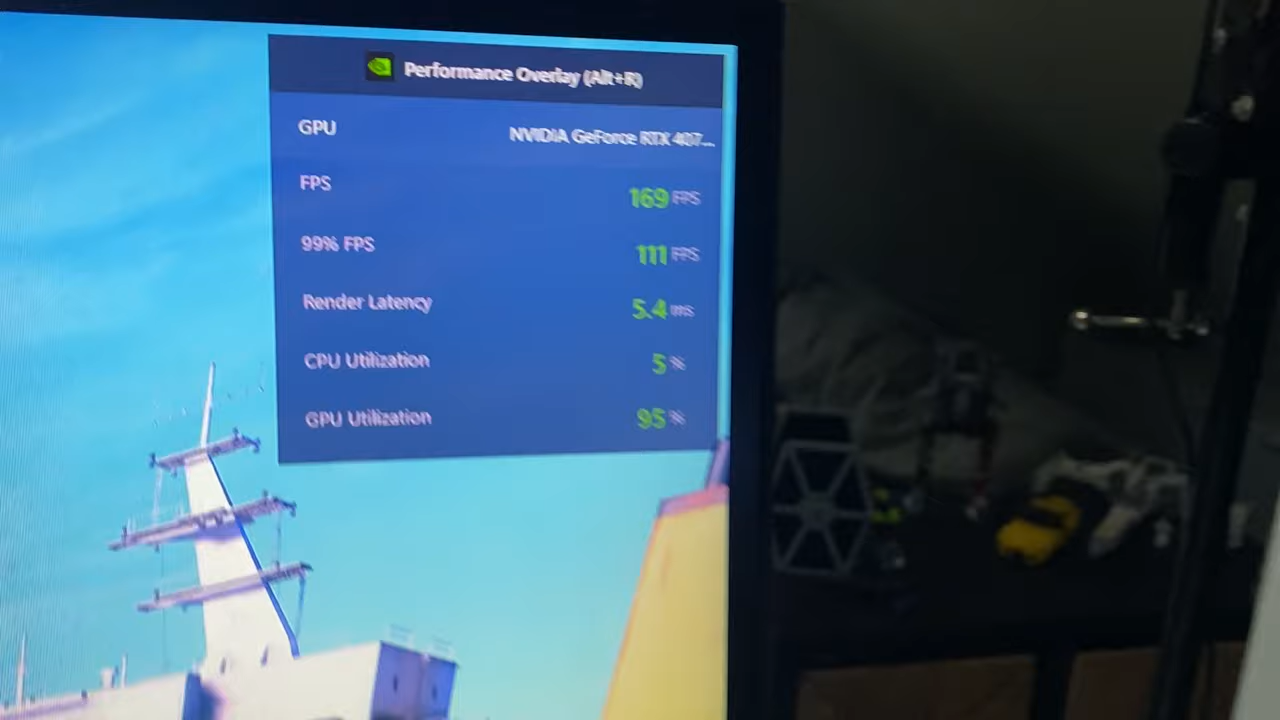 Performance Overlay (Alt+R)
GPU NVIDIA GeForce RTX 407...
FPS 169 FPS
99% FPS 111 FPS
Render Latency 5.4 ms
CPU Utilization 5 %
GPU Utilization 95 %